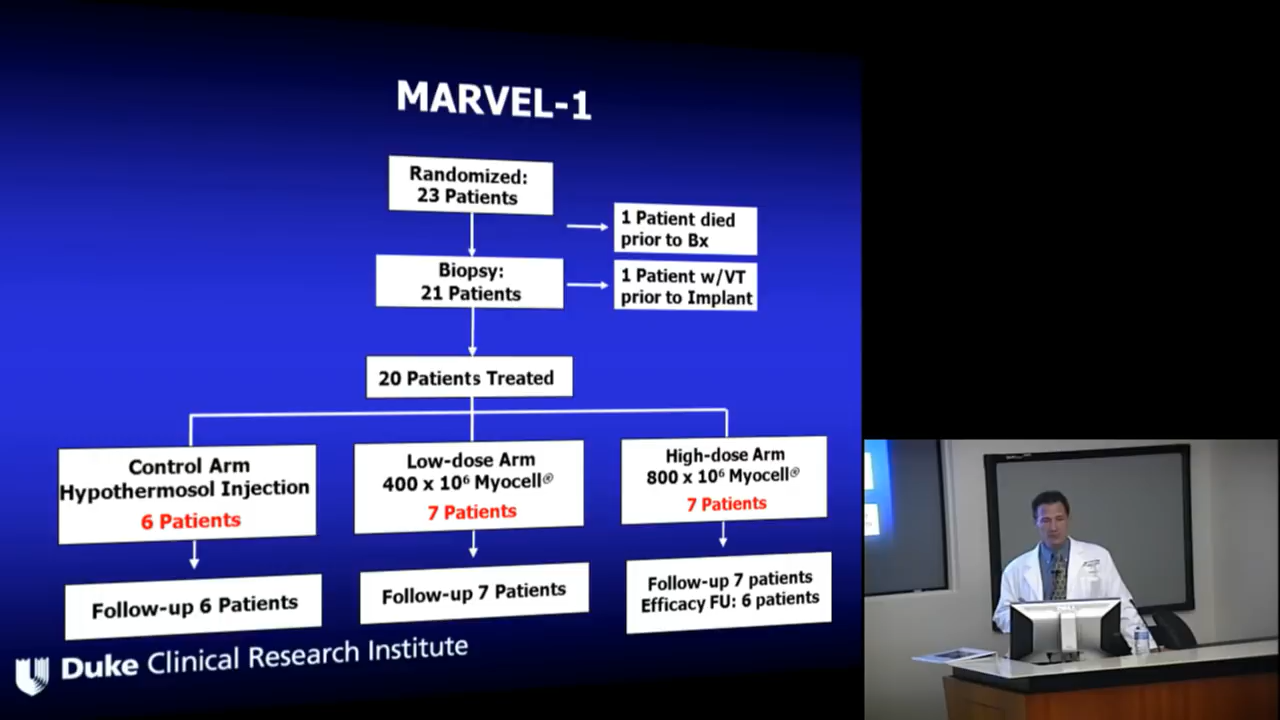 MARVEL-1
Randomized:
23 Patients
1 Patient died
prior to Bx
Biopsy:
21 Patients
1 Patient w/VT
prior to Implant
20 Patients Treated
Control Arm
Hypothermosol Injection
6 Patients
Low-dose Arm
400 x 10⁶ Myocell®
7 Patients
High-dose Arm
800 x 10⁶ Myocell®
7 Patients
Follow-up 6 Patients
Follow-up 7 Patients
Follow-up 7 patients
Efficacy FU: 6 patients
Duke Clinical Research Institute